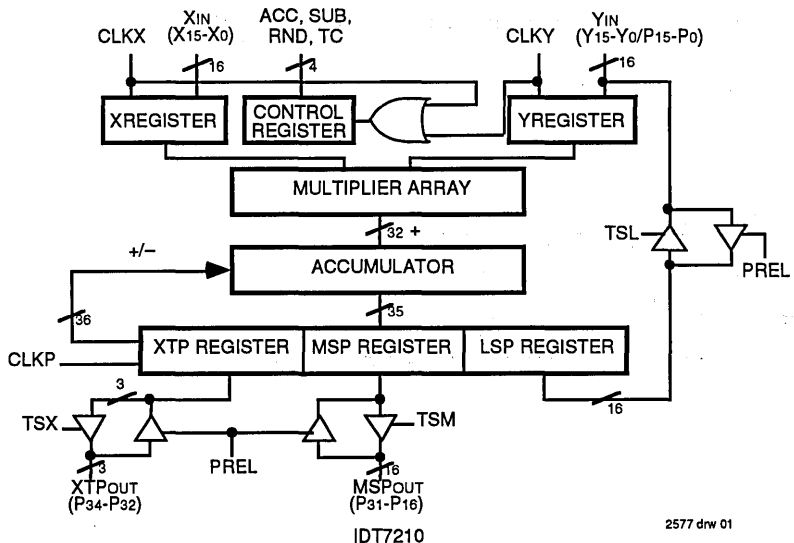 CLKX
XIN
(X15-X0)
16
ACC, SUB,
RND, TC
4
CLKY
YIN
(Y15-Y0/P15-P0)
16
XREGISTER
CONTROL
REGISTER
YREGISTER
MULTIPLIER ARRAY
32 +
TSL
PREL
+/–
ACCUMULATOR
36
35
CLKP
XTP REGISTER
MSP REGISTER
LSP REGISTER
3
16
TSX
PREL
TSM
3
XTPOUT
(P34-P32)
16
MSPOUT
(P31-P16)
IDT7210
2577 drw 01